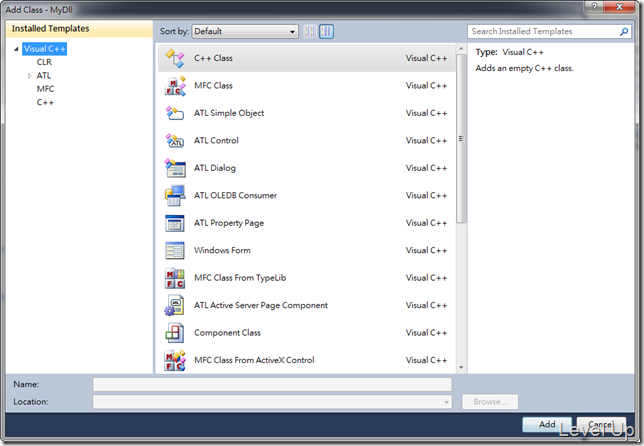 Add Class - MyDll
Installed Templates
Sort by: Default
Search Installed Templates
Visual C++
CLR
ATL
MFC
C++
C++ Class Visual C++
MFC Class Visual C++
ATL Simple Object Visual C++
ATL Control Visual C++
ATL Dialog Visual C++
ATL OLEDB Consumer Visual C++
ATL Property Page Visual C++
Windows Form Visual C++
MFC Class From TypeLib Visual C++
ATL Active Server Page Component Visual C++
Component Class Visual C++
MFC Class From ActiveX Control Visual C++
Type: Visual C++
Adds an empty C++ class.
Name:
Location:
Browse...
Add
Cancel
Level Up